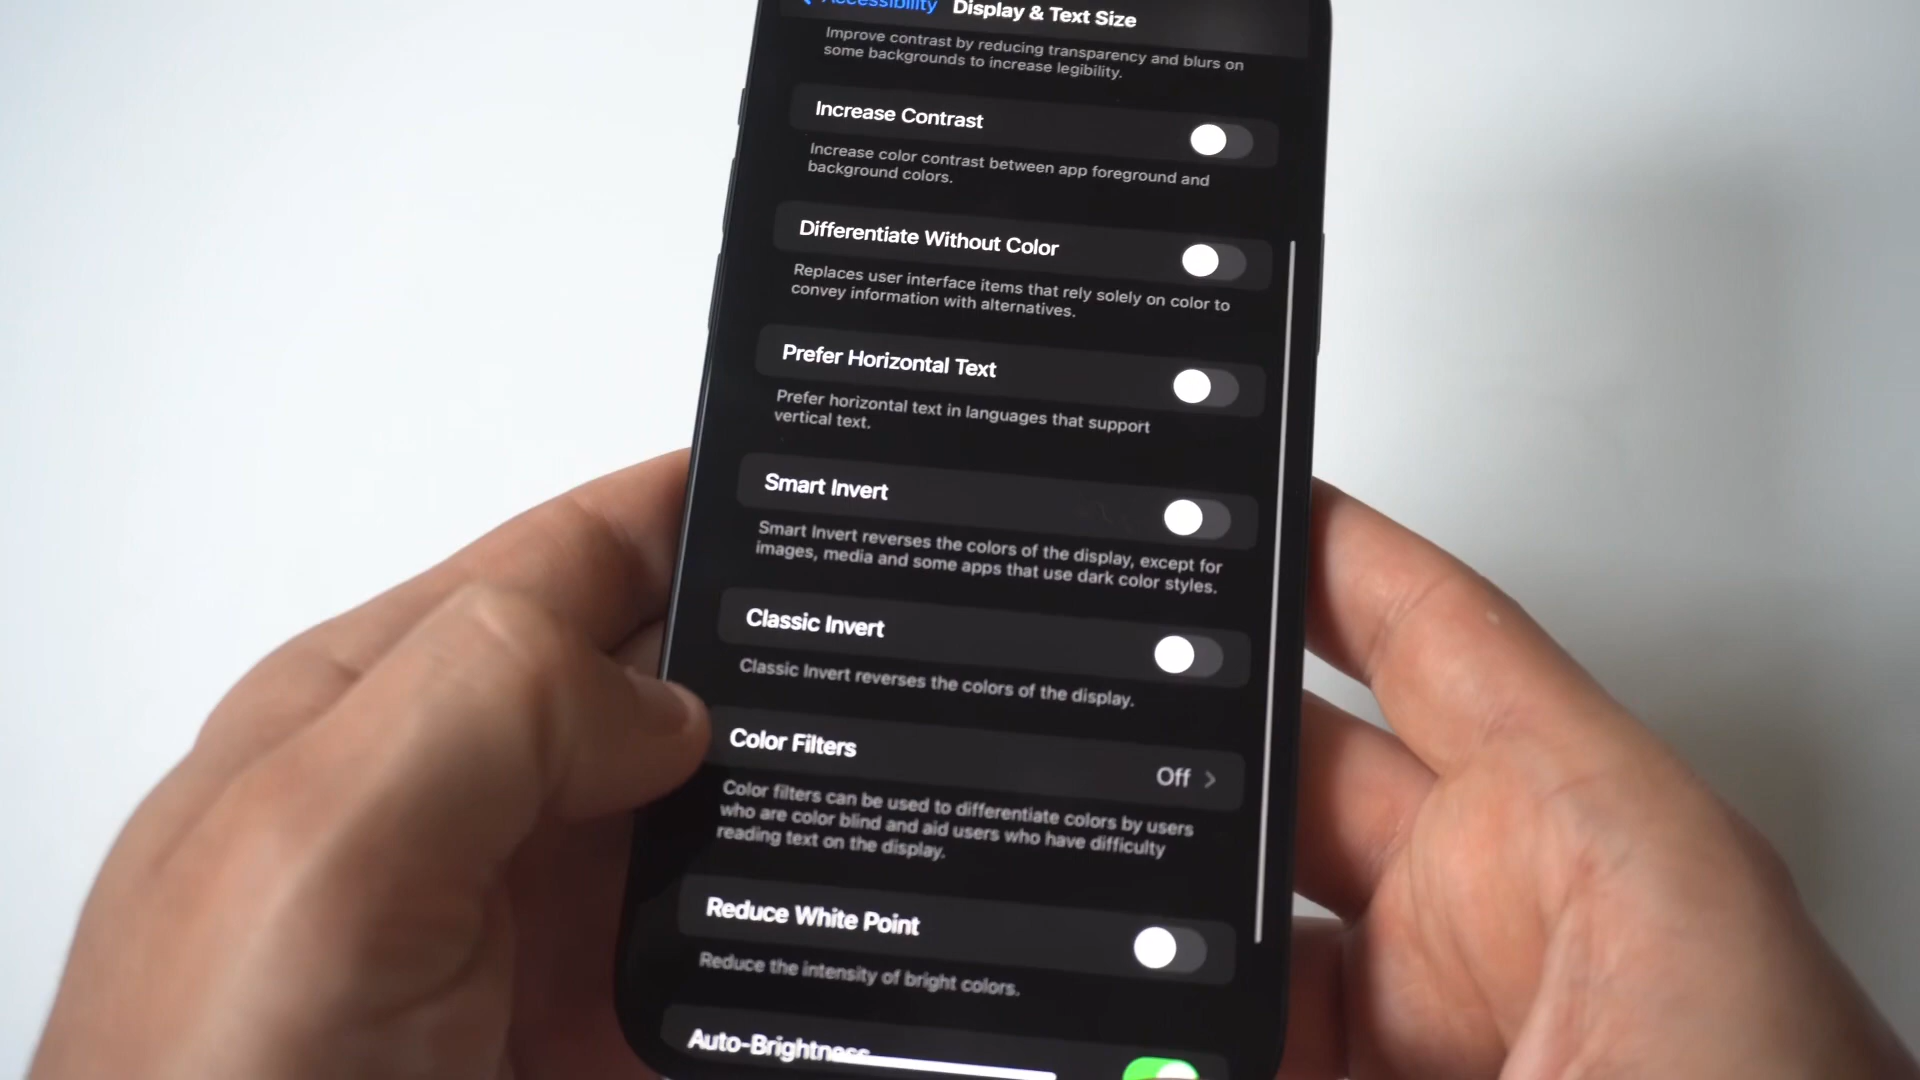 Accessibility Display & Text Size
Improve contrast by reducing transparency and blurs on
some backgrounds to increase legibility.
Increase Contrast
Increase color contrast between app foreground and
background colors.
Differentiate Without Color
Replaces user interface items that rely solely on color to
convey information with alternatives.
Prefer Horizontal Text
Prefer horizontal text in languages that support
vertical text.
Smart Invert
Smart Invert reverses the colors of the display, except for
images, media and some apps that use dark color styles.
Classic Invert
Classic Invert reverses the colors of the display.
Color Filters Off
Color filters can be used to differentiate colors by users
who are color blind and aid users who have difficulty
reading text on the display.
Reduce White Point
Reduce the intensity of bright colors.
Auto-Brightness